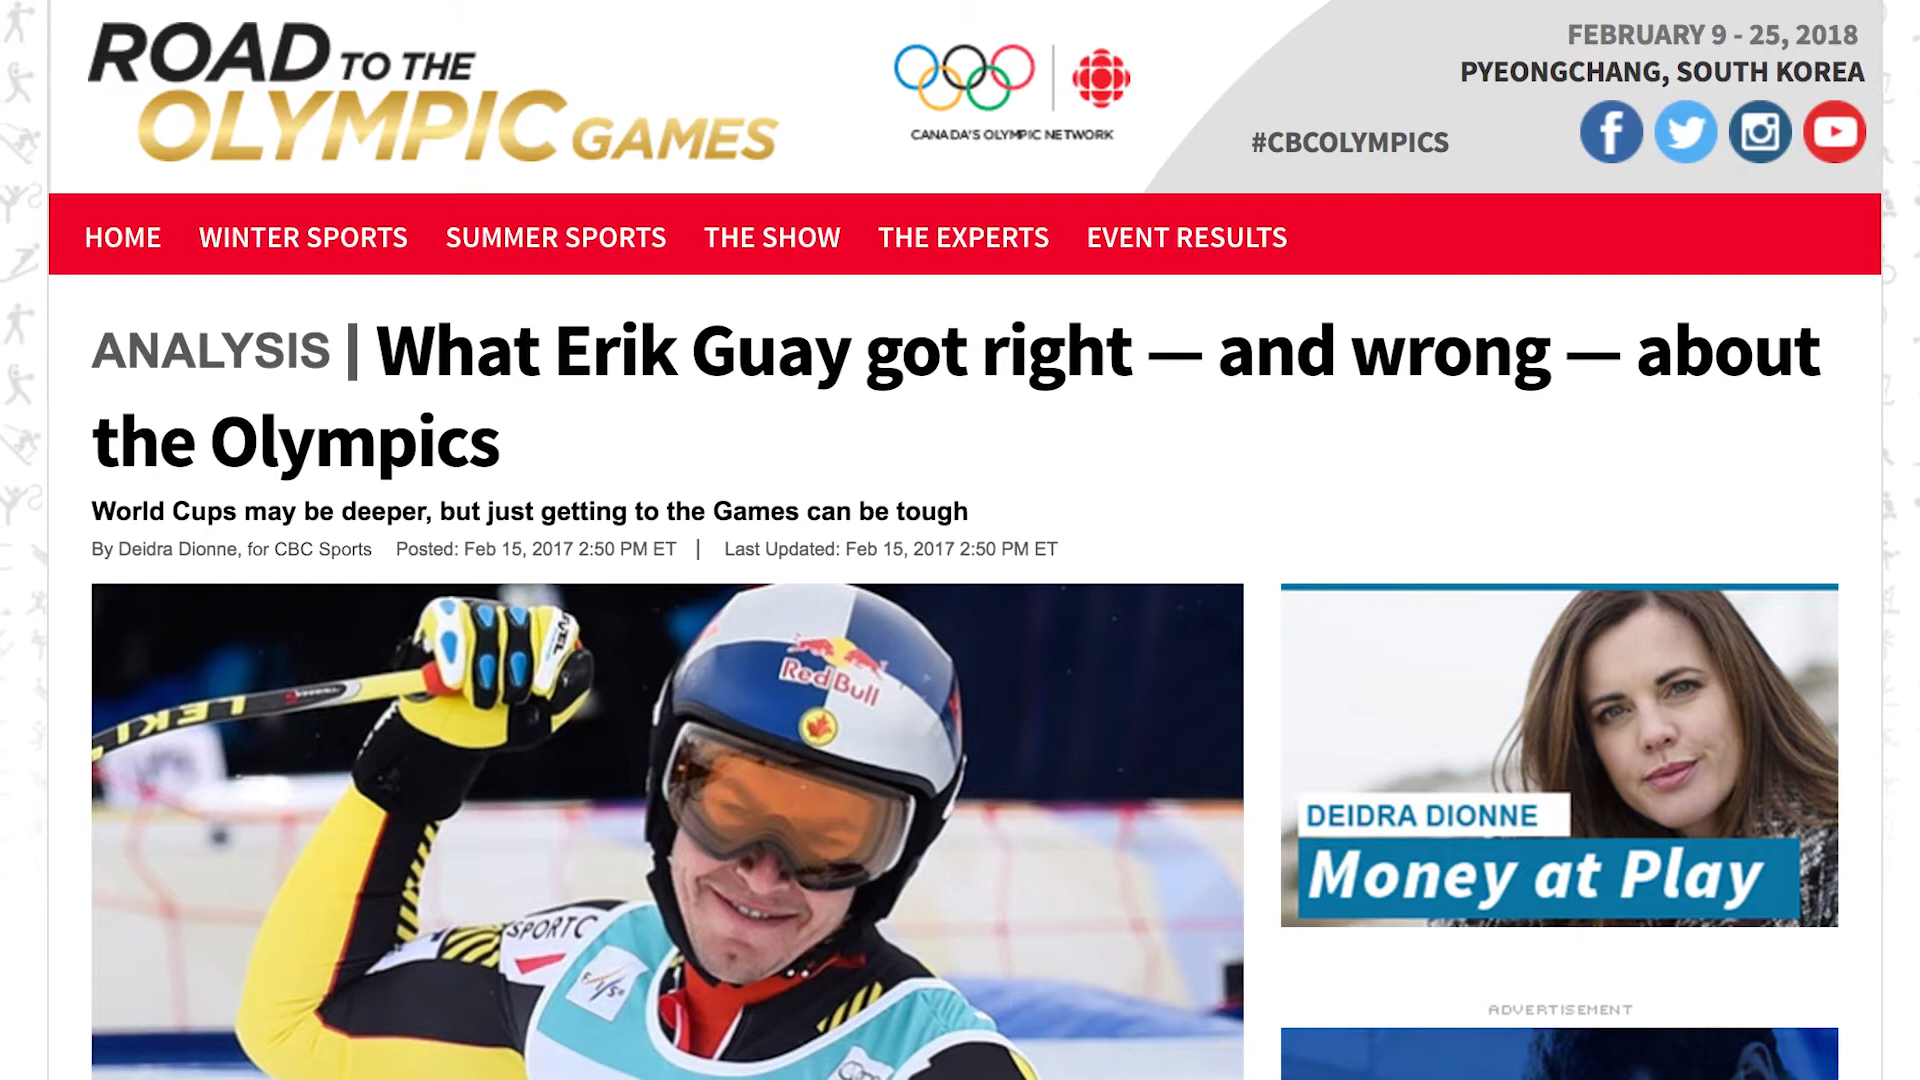 ROAD TO THE
OLYMPIC GAMES
CANADA'S OLYMPIC NETWORK
FEBRUARY 9 - 25, 2018
PYEONGCHANG, SOUTH KOREA
#CBCOLYMPICS
HOME WINTER SPORTS SUMMER SPORTS THE SHOW THE EXPERTS EVENT RESULTS
ANALYSIS | What Erik Guay got right — and wrong — about
the Olympics
World Cups may be deeper, but just getting to the Games can be tough
By Deidra Dionne, for CBC Sports Posted: Feb 15, 2017 2:50 PM ET | Last Updated: Feb 15, 2017 2:50 PM ET
Red Bull
LEKI
SPORTC
FIS
DEIDRA DIONNE
Money at Play
ADVERTISEMENT